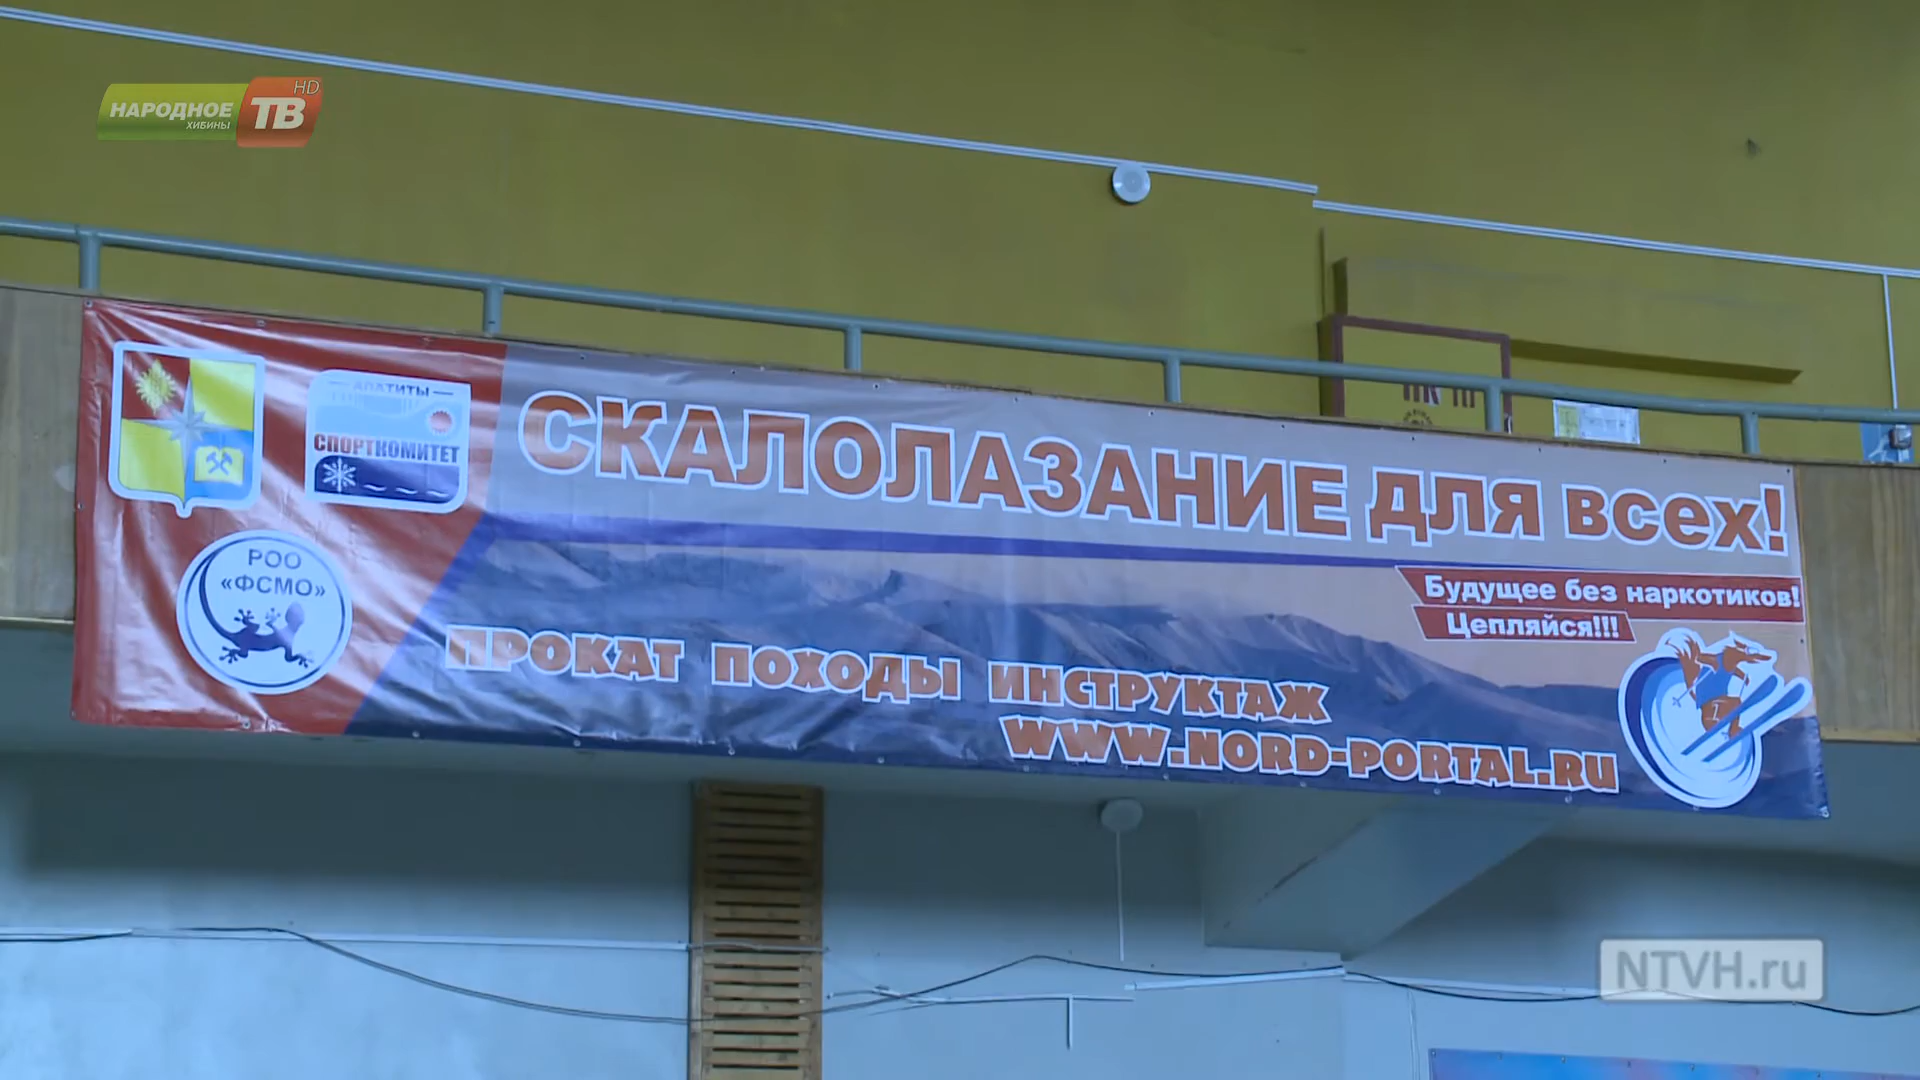 НАРОДНОЕ ТВ HD
ХИБИНЫ
АПАТИТЫ
СПОРТКОМИТЕТ
РОО
«ФСМО»
СКАЛОЛАЗАНИЕ ДЛЯ всех!
Будущее без наркотиков!
Цепляйся!!!
ПРОКАТ ПОХОДЫ ИНСТРУКТАЖ
WWW.NORD-PORTAL.RU
NTVH.ru